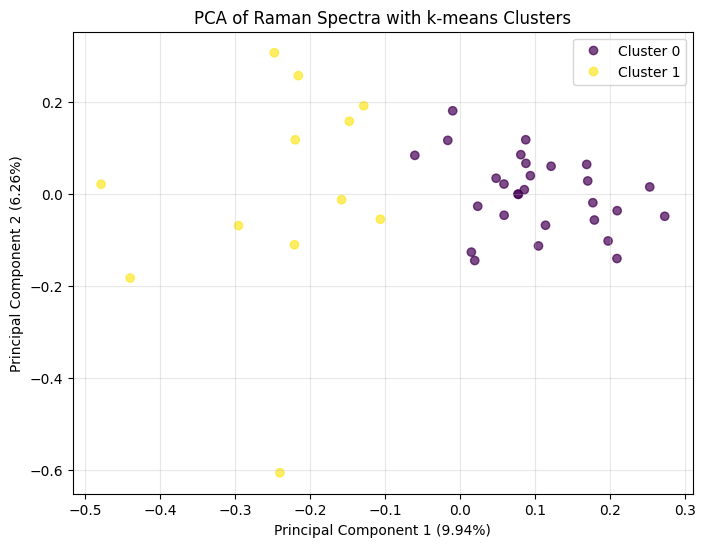 PCA of Raman Spectra with k-means Clusters
Cluster 0
Cluster 1
0.2
0.0
−0.2
−0.4
−0.6
Principal Component 2 (6.26%)
−0.5 −0.4 −0.3 −0.2 −0.1 0.0 0.1 0.2 0.3
Principal Component 1 (9.94%)